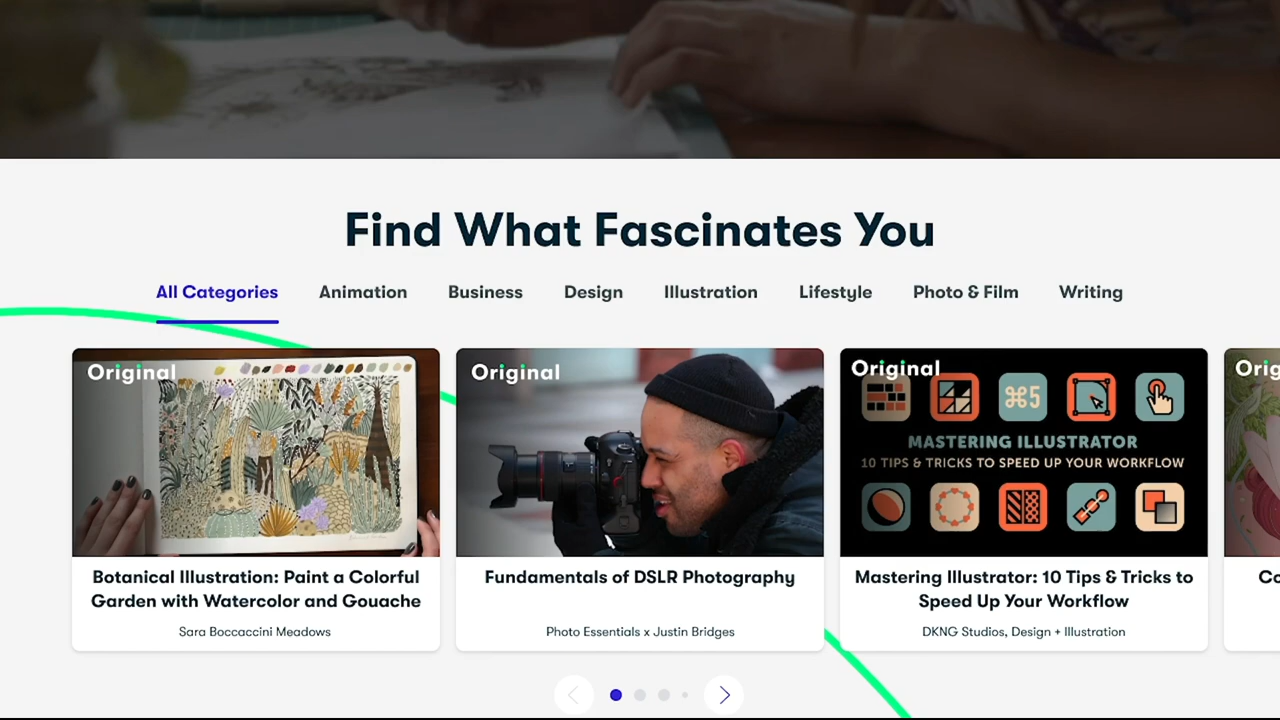 Find What Fascinates You
All Categories Animation Business Design Illustration Lifestyle Photo & Film Writing
Original
Botanical Illustration: Paint a Colorful
Garden with Watercolor and Gouache
Sara Boccaccini Meadows
Original
Fundamentals of DSLR Photography
Photo Essentials x Justin Bridges
Original
⌘5
MASTERING ILLUSTRATOR
10 TIPS & TRICKS TO SPEED UP YOUR WORKFLOW
Mastering Illustrator: 10 Tips & Tricks to
Speed Up Your Workflow
DKNG Studios, Design + Illustration
Orig
Co